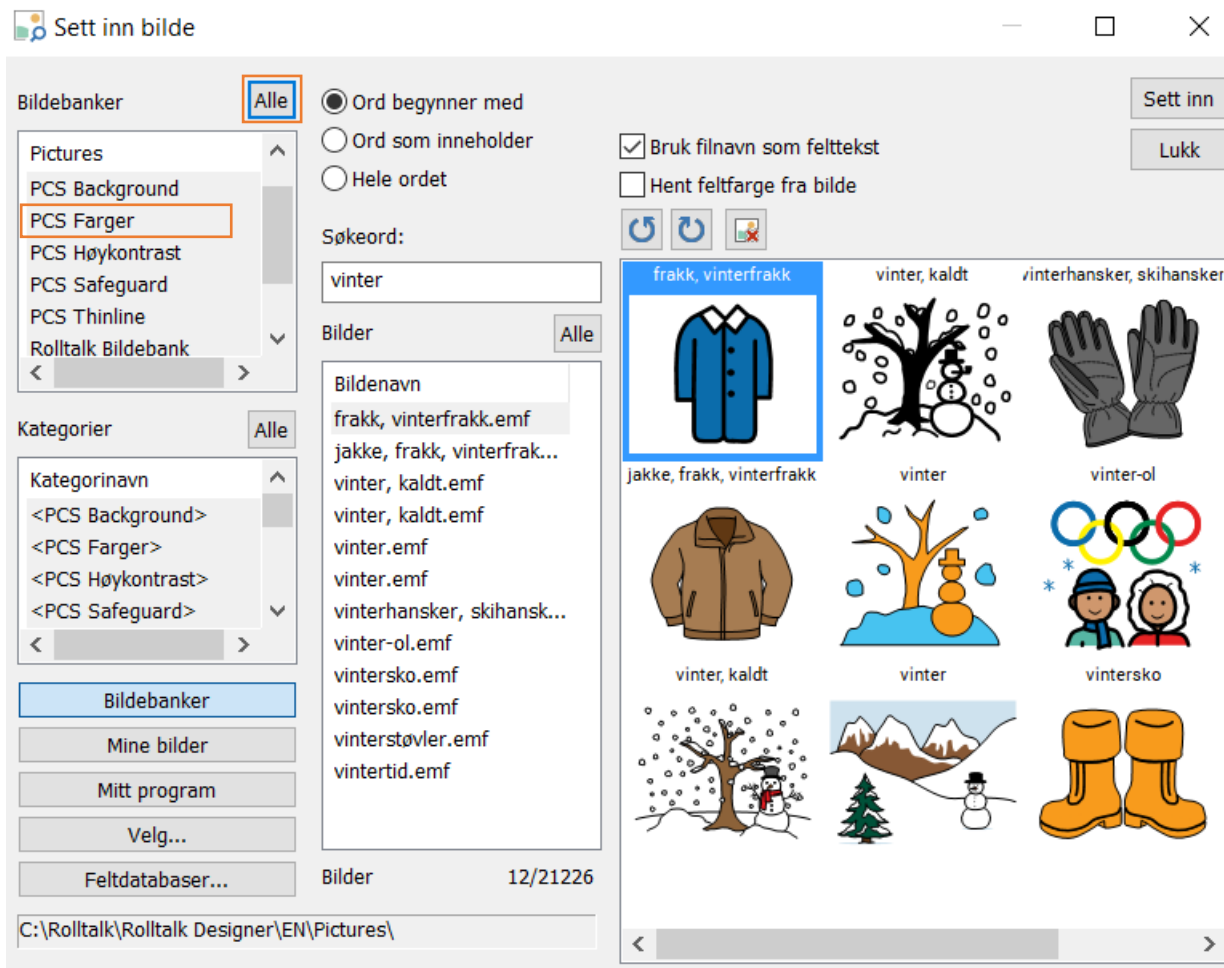 Sett inn bilde
Bildebanker
Alle
Pictures
PCS Background
PCS Farger
PCS Høykontrast
PCS Safeguard
PCS Thinline
Rolltalk Bildebank
Kategorier
Alle
Kategorinavn
<PCS Background>
<PCS Farger>
<PCS Høykontrast>
<PCS Safeguard>
Bildebanker
Mine bilder
Mitt program
Velg...
Feltdatabaser...
C:\Rolltalk\Rolltalk Designer\EN\Pictures\
Ord begynner med
Ord som inneholder
Hele ordet
Søkeord:
vinter
Bilder
Alle
Bildenavn
frakk, vinterfrakk.emf
jakke, frakk, vinterfrak...
vinter, kaldt.emf
vinter, kaldt.emf
vinter.emf
vinter.emf
vinterhansker, skihansk...
vinter-ol.emf
vintersko.emf
vintersko.emf
vinterstøvler.emf
vintertid.emf
Bilder 12/21226
Sett inn
Lukk
Bruk filnavn som felttekst
Hent feltfarge fra bilde
frakk, vinterfrakk
vinter, kaldt
vinterhansker, skihansker
jakke, frakk, vinterfrakk
vinter
vinter-ol
vinter, kaldt
vinter
vintersko